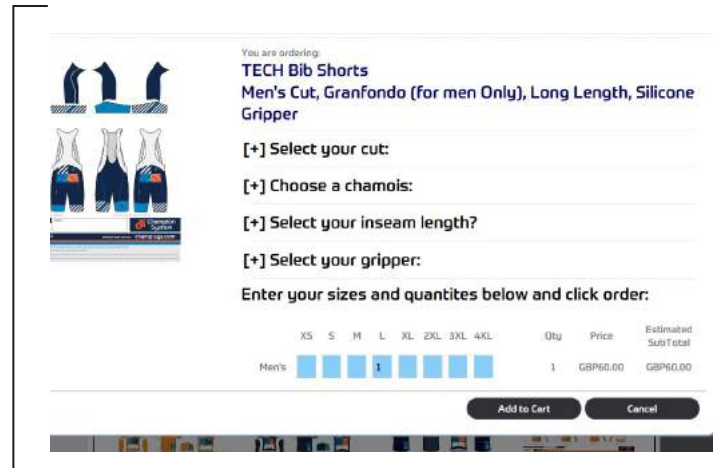 You are ordering:
TECH Bib Shorts
Men's Cut, Granfondo (for men Only), Long Length, Silicone
Gripper
[+] Select your cut:
[+] Choose a chamois:
[+] Select your inseam length?
[+] Select your gripper:
Enter your sizes and quantites below and click order:
XS S M L XL 2XL 3XL 4XL Qty Price Estimated
SubTotal
Men's 1 1 GBP60.00 GBP60.00
Add to Cart Cancel
Champion
System